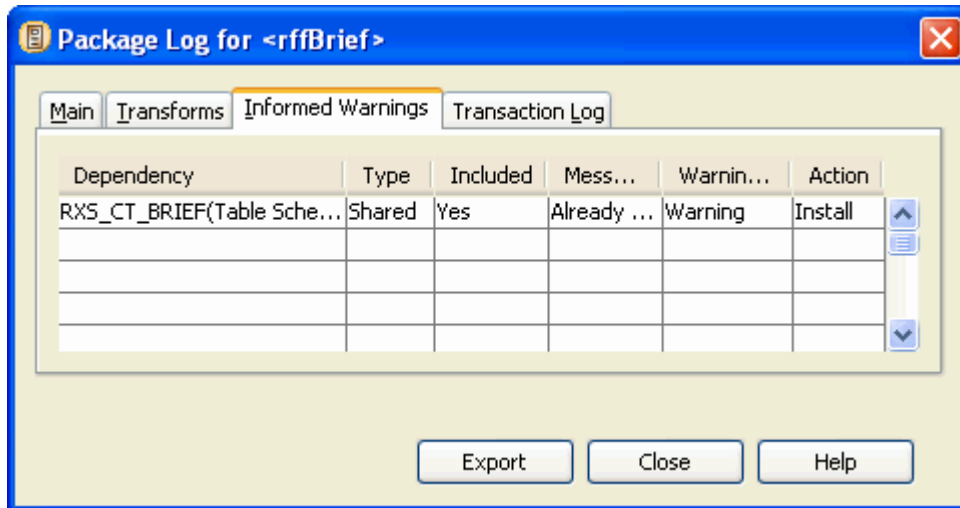 Package Log for <rffBrief>
Main Transforms Informed Warnings Transaction Log
Dependency Type Included Mess... Warnin... Action
RXS_CT_BRIEF(Table Sche... Shared Yes Already ... Warning Install
Export Close Help